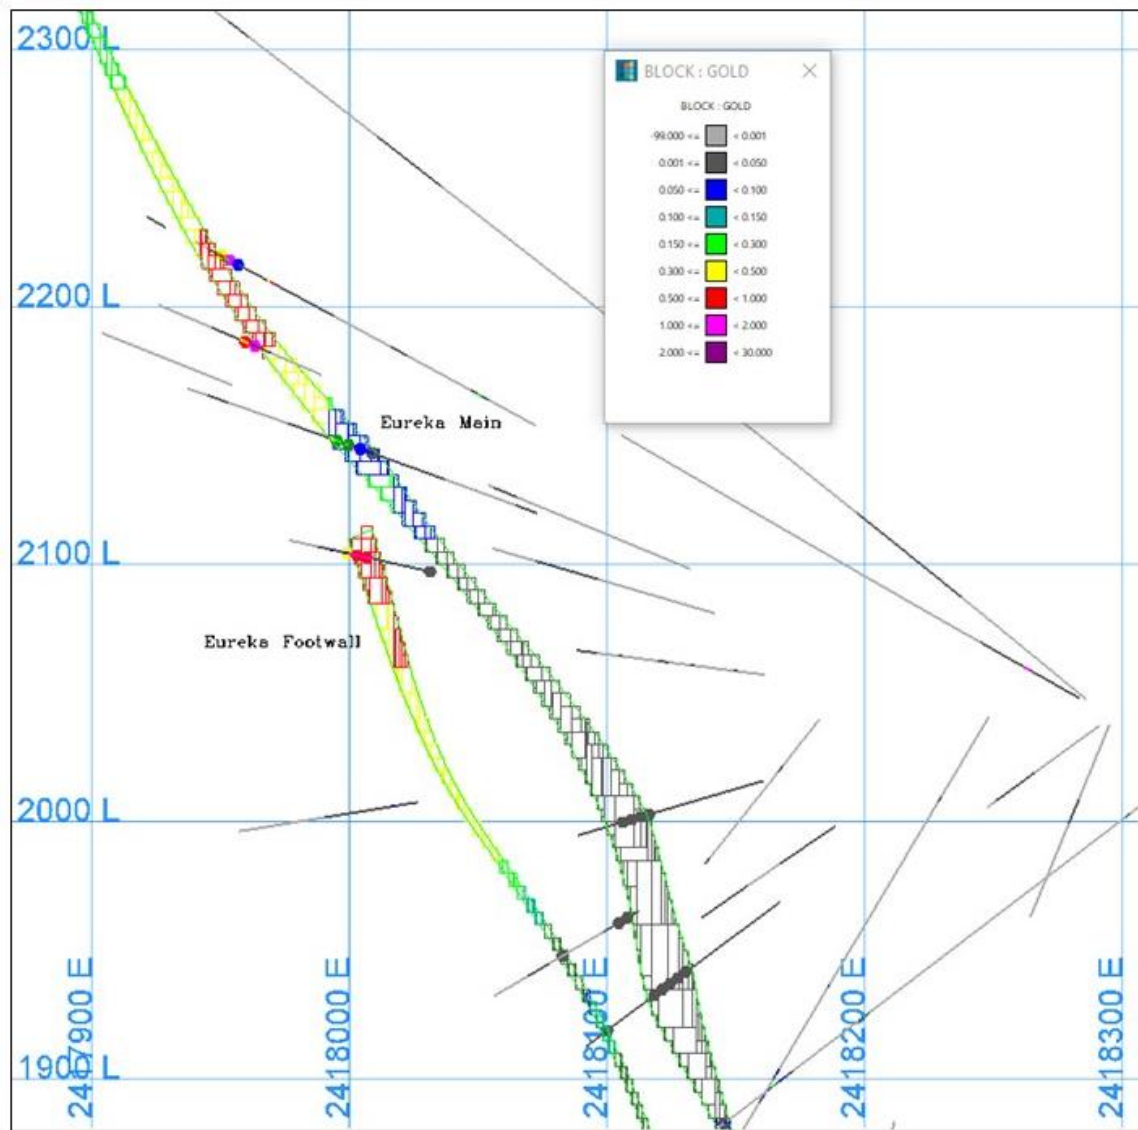 2300 L
BLOCK : GOLD
BLOCK : GOLD
-99.000 <= < 0.001
0.001 <= < 0.050
0.050 <= < 0.100
0.100 <= < 0.150
0.150 <= < 0.300
0.300 <= < 0.500
0.500 <= < 1.000
1.000 <= < 2.000
2.000 <= < 30.000
2200 L
Eureka Main
2100 L
Eureka Footwall
2000 L
1900 L
2417900 E
2418000 E
2418100 E
2418200 E
2418300 E